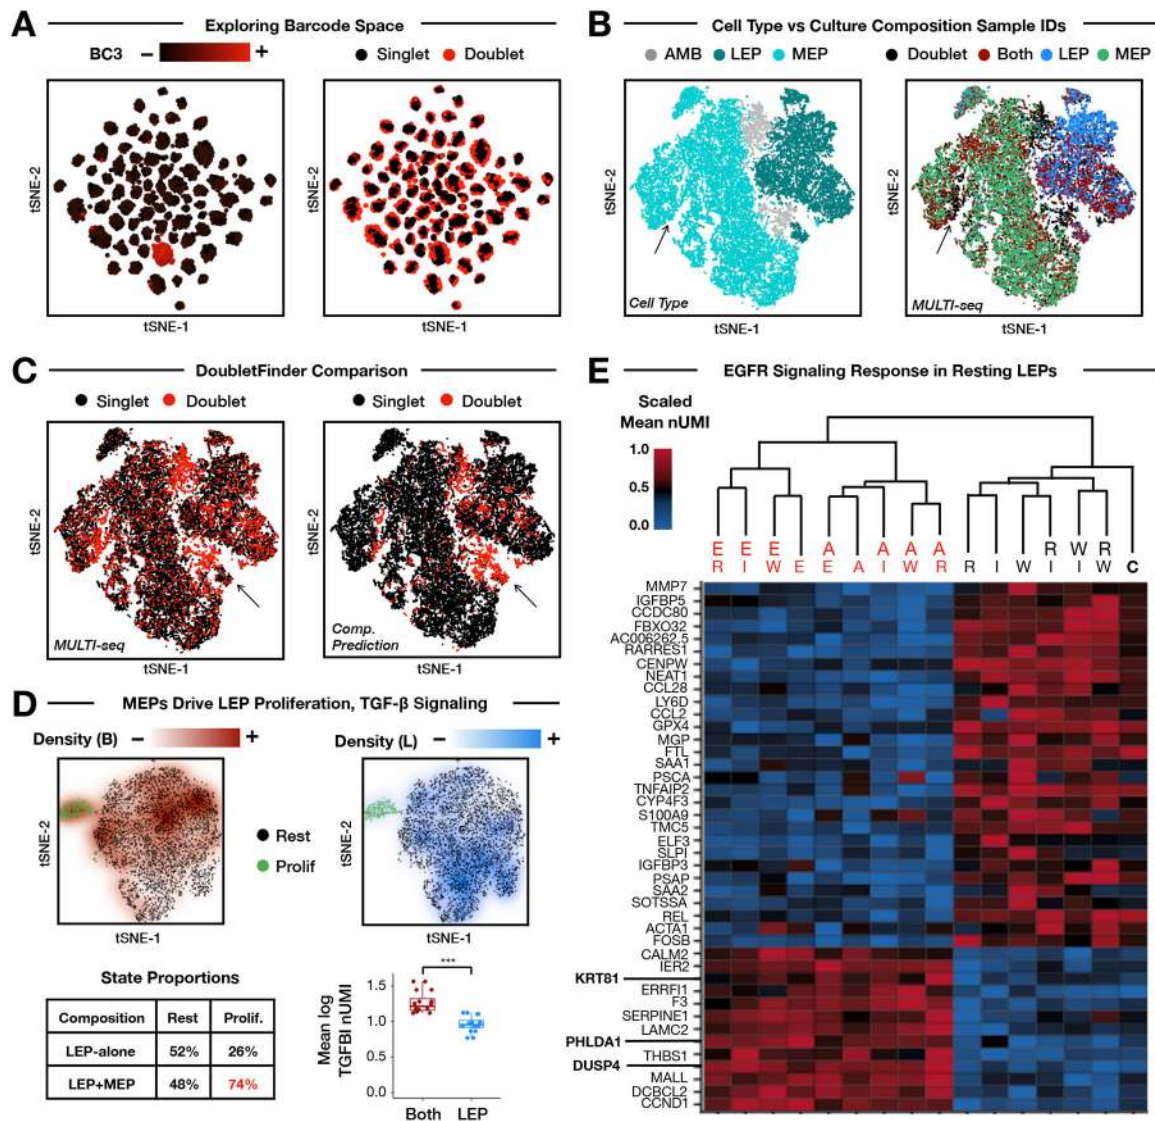 A
Exploring Barcode Space
BC3 − +
Singlet Doublet
tSNE-2
tSNE-1
tSNE-2
tSNE-1
B
Cell Type vs Culture Composition Sample IDs
AMB LEP MEP
Doublet Both LEP MEP
tSNE-2
Cell Type
tSNE-1
tSNE-2
MULTI-seq
tSNE-1
C
DoubletFinder Comparison
Singlet Doublet
Singlet Doublet
tSNE-2
MULTI-seq
tSNE-1
tSNE-2
Comp.
Prediction
tSNE-1
D
MEPs Drive LEP Proliferation, TGF-β Signaling
Density (B) − +
Density (L) − +
tSNE-2
tSNE-1
Rest
Prolif
tSNE-2
tSNE-1
State Proportions
Composition Rest Prolif.
LEP-alone 52% 26%
LEP+MEP 48% 74%
Mean log
TGFBI nUMI
***
1.5
1.0
0.5
0.0
Both LEP
E
EGFR Signaling Response in Resting LEPs
Scaled
Mean nUMI
1.0
0.5
0.0
E E E A A A A R W R
R I W E E A I W R R I W I I W C
MMP7
IGFBP5
CCDC80
FBXO32
AC006262.5
RARRES1
CENPW
NEAT1
CCL28
LY6D
CCL2
GPX4
MGP
FTL
SAA1
PSCA
TNFAIP2
CYP4F3
S100A9
TMC5
ELF3
SLPI
IGFBP3
PSAP
SAA2
SOTSSA
REL
ACTA1
FOSB
CALM2
IER2
KRT81
ERRFI1
F3
SERPINE1
LAMC2
PHLDA1
THBS1
DUSP4
MALL
DCBCL2
CCND1